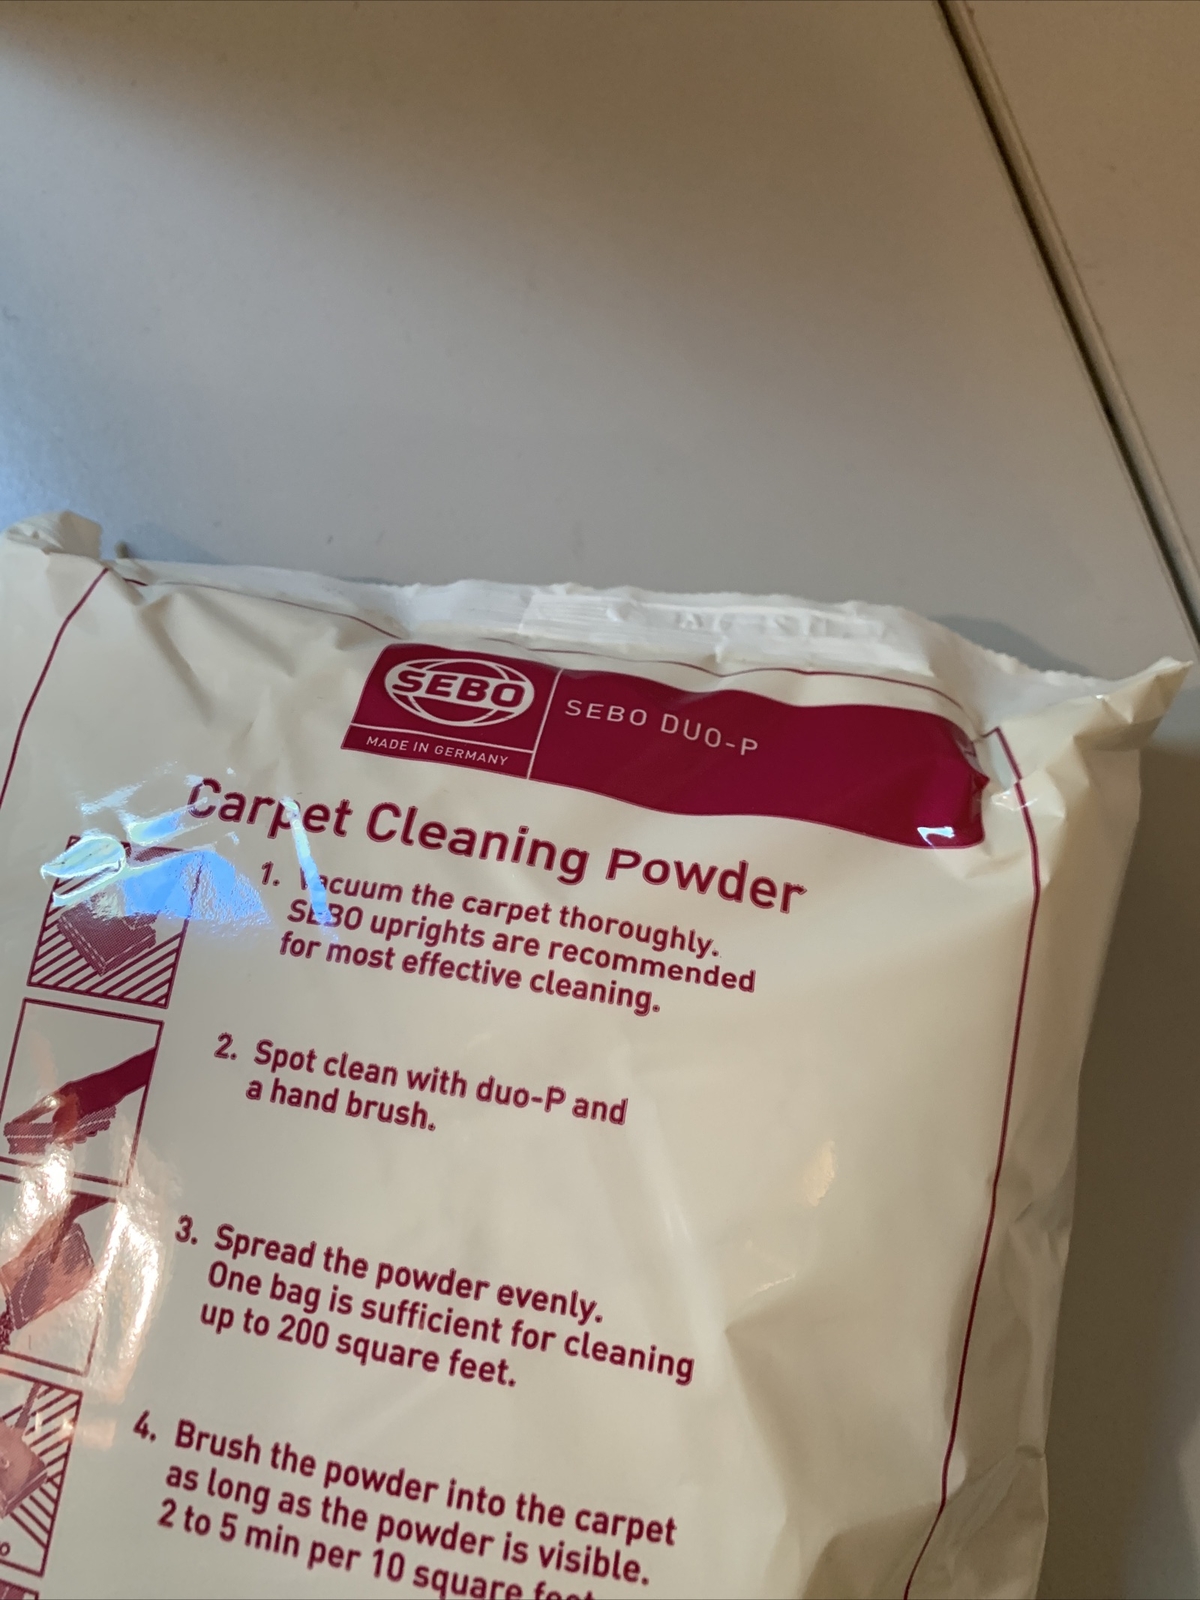 SEBO
MADE IN GERMANY
SEBO DUO-P
Carpet Cleaning Powder
1. Vacuum the carpet thoroughly.
SEBO uprights are recommended
for most effective cleaning.
2. Spot clean with duo-P and
a hand brush.
3. Spread the powder evenly.
One bag is sufficient for cleaning
up to 200 square feet.
4. Brush the powder into the carpet
as long as the powder is visible.
2 to 5 min per 10 square feet